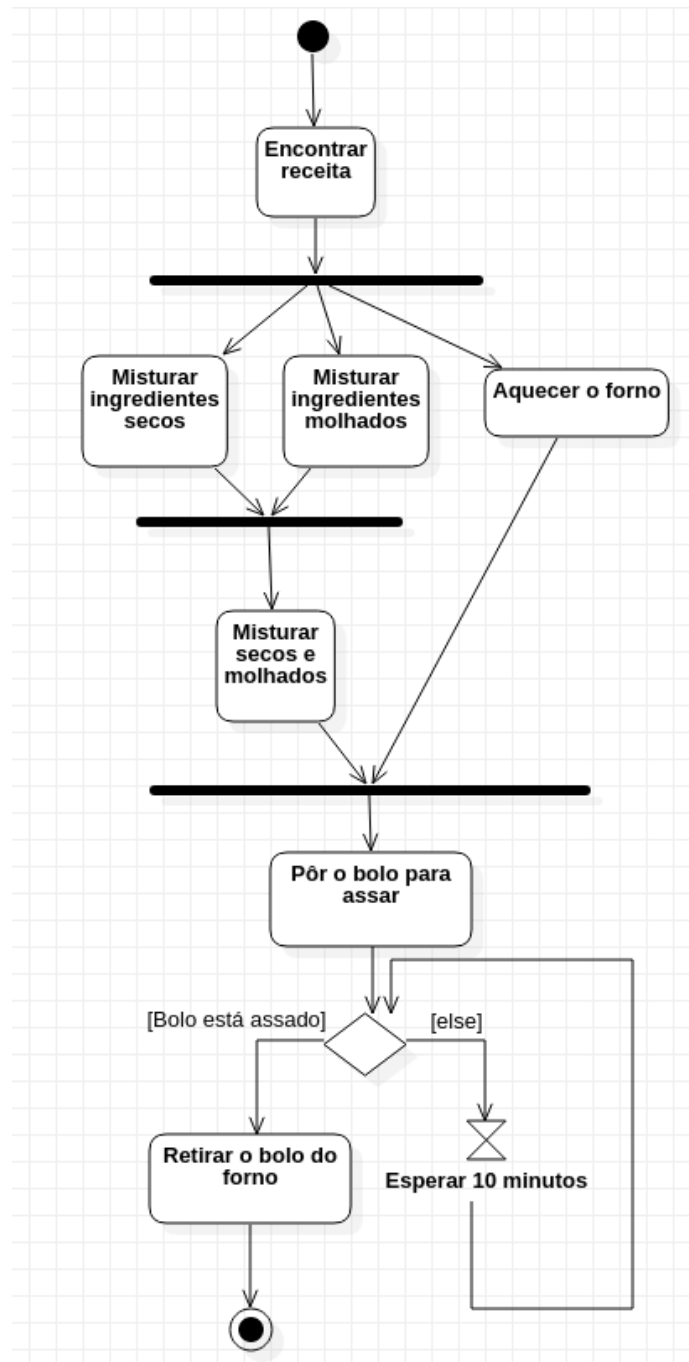 Encontrar
receita
Misturar
ingredientes
secos
Misturar
ingredientes
molhados
Aquecer o forno
Misturar
secos e
molhados
Pôr o bolo para
assar
[Bolo está assado]
[else]
Retirar o bolo do
forno
Esperar 10 minutos